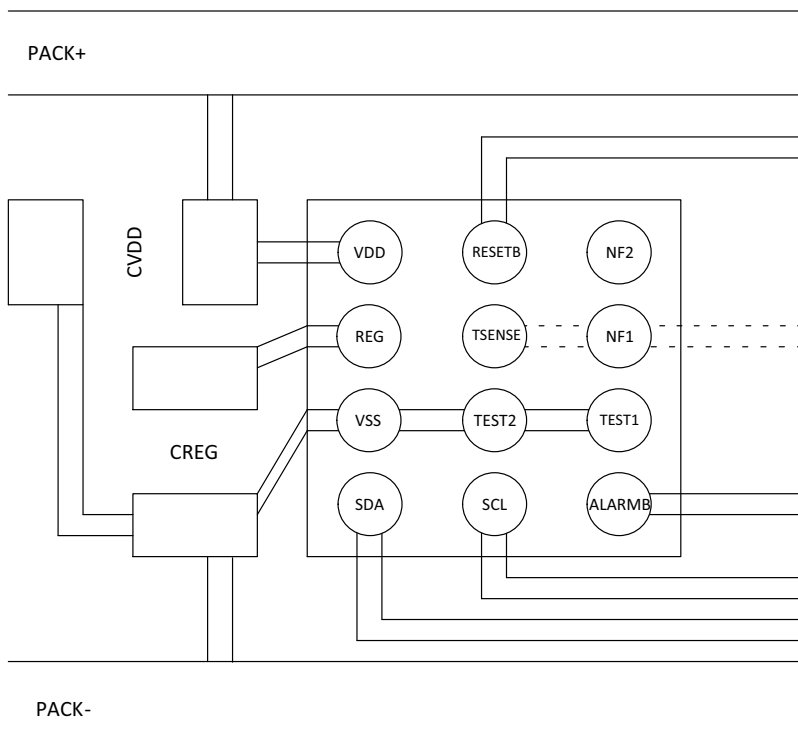 PACK+
CVDD
VDD
RESETB
NF2
REG
TSENSE
NF1
VSS
TEST2
TEST1
CREG
SDA
SCL
ALARMB
PACK-